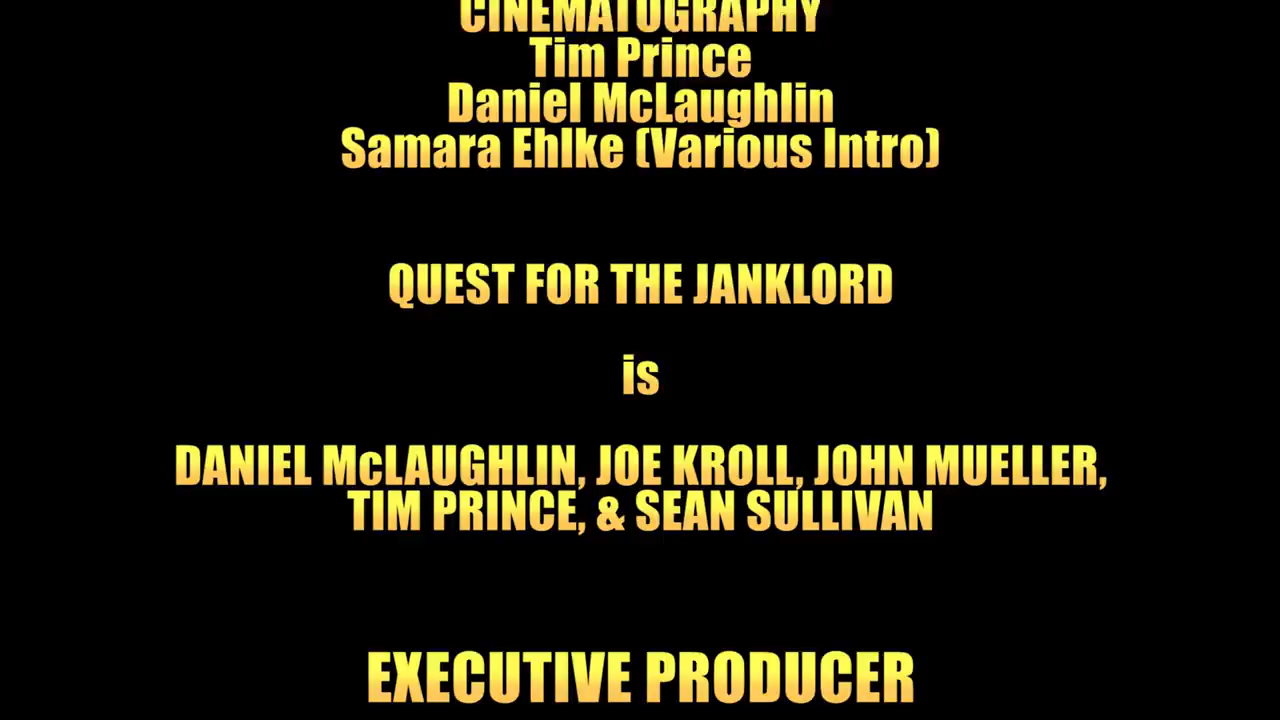 CINEMATOGRAPHY
Tim Prince
Daniel McLaughlin
Samara Ehlke (Various Intro)
QUEST FOR THE JANKLORD
is
DANIEL McLAUGHLIN, JOE KROLL, JOHN MUELLER,
TIM PRINCE, & SEAN SULLIVAN
EXECUTIVE PRODUCER